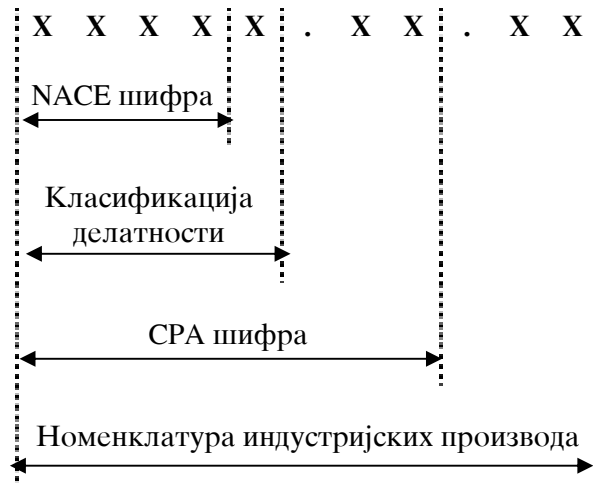 X X X X X . X X . X X
NACE шифра
Класификација
делатности
CPA шифра
Номенклатура индустријских производа